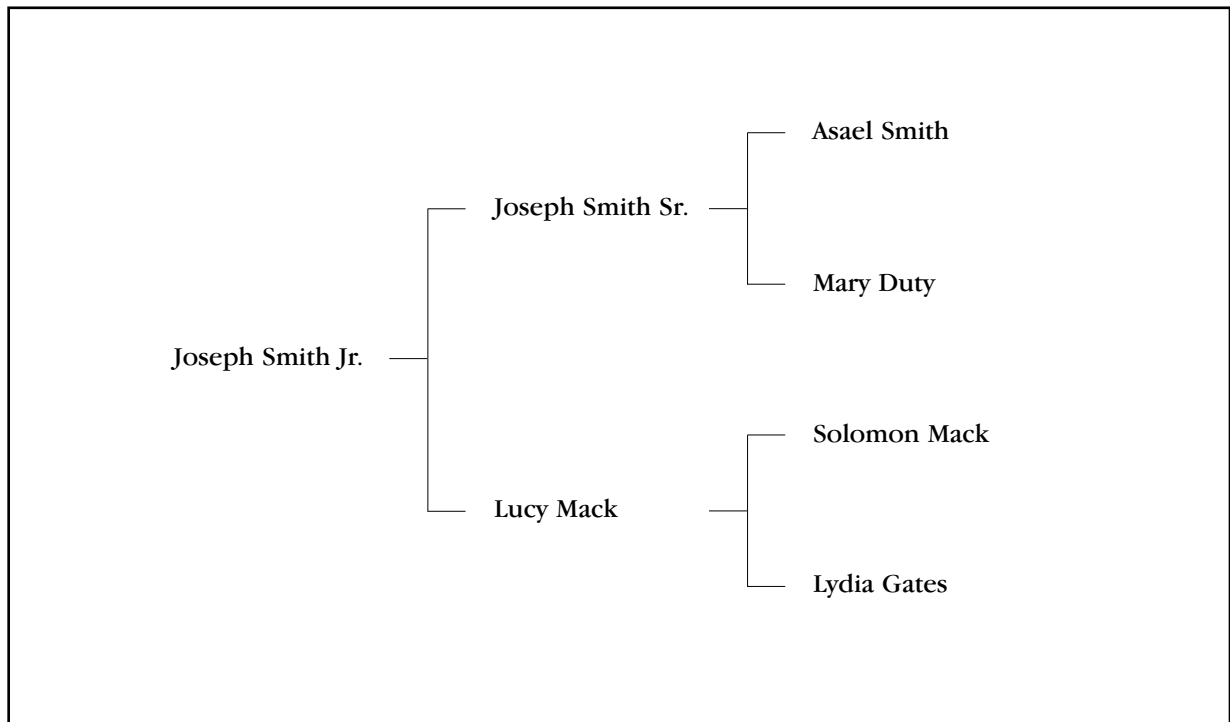 Asael Smith
Joseph Smith Sr.
Mary Duty
Joseph Smith Jr.
Solomon Mack
Lucy Mack
Lydia Gates